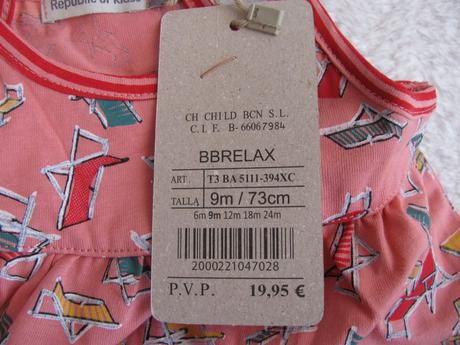 Republic of Kidss
CH CHILD BCN S.L.
C.I.F. B-66067984
BBRELAX
ART. T3 BA 5111-394XC
TALLA 9m / 73cm
6m 9m 12m 18m 24m
2000221047028
P.V.P. 19,95 €